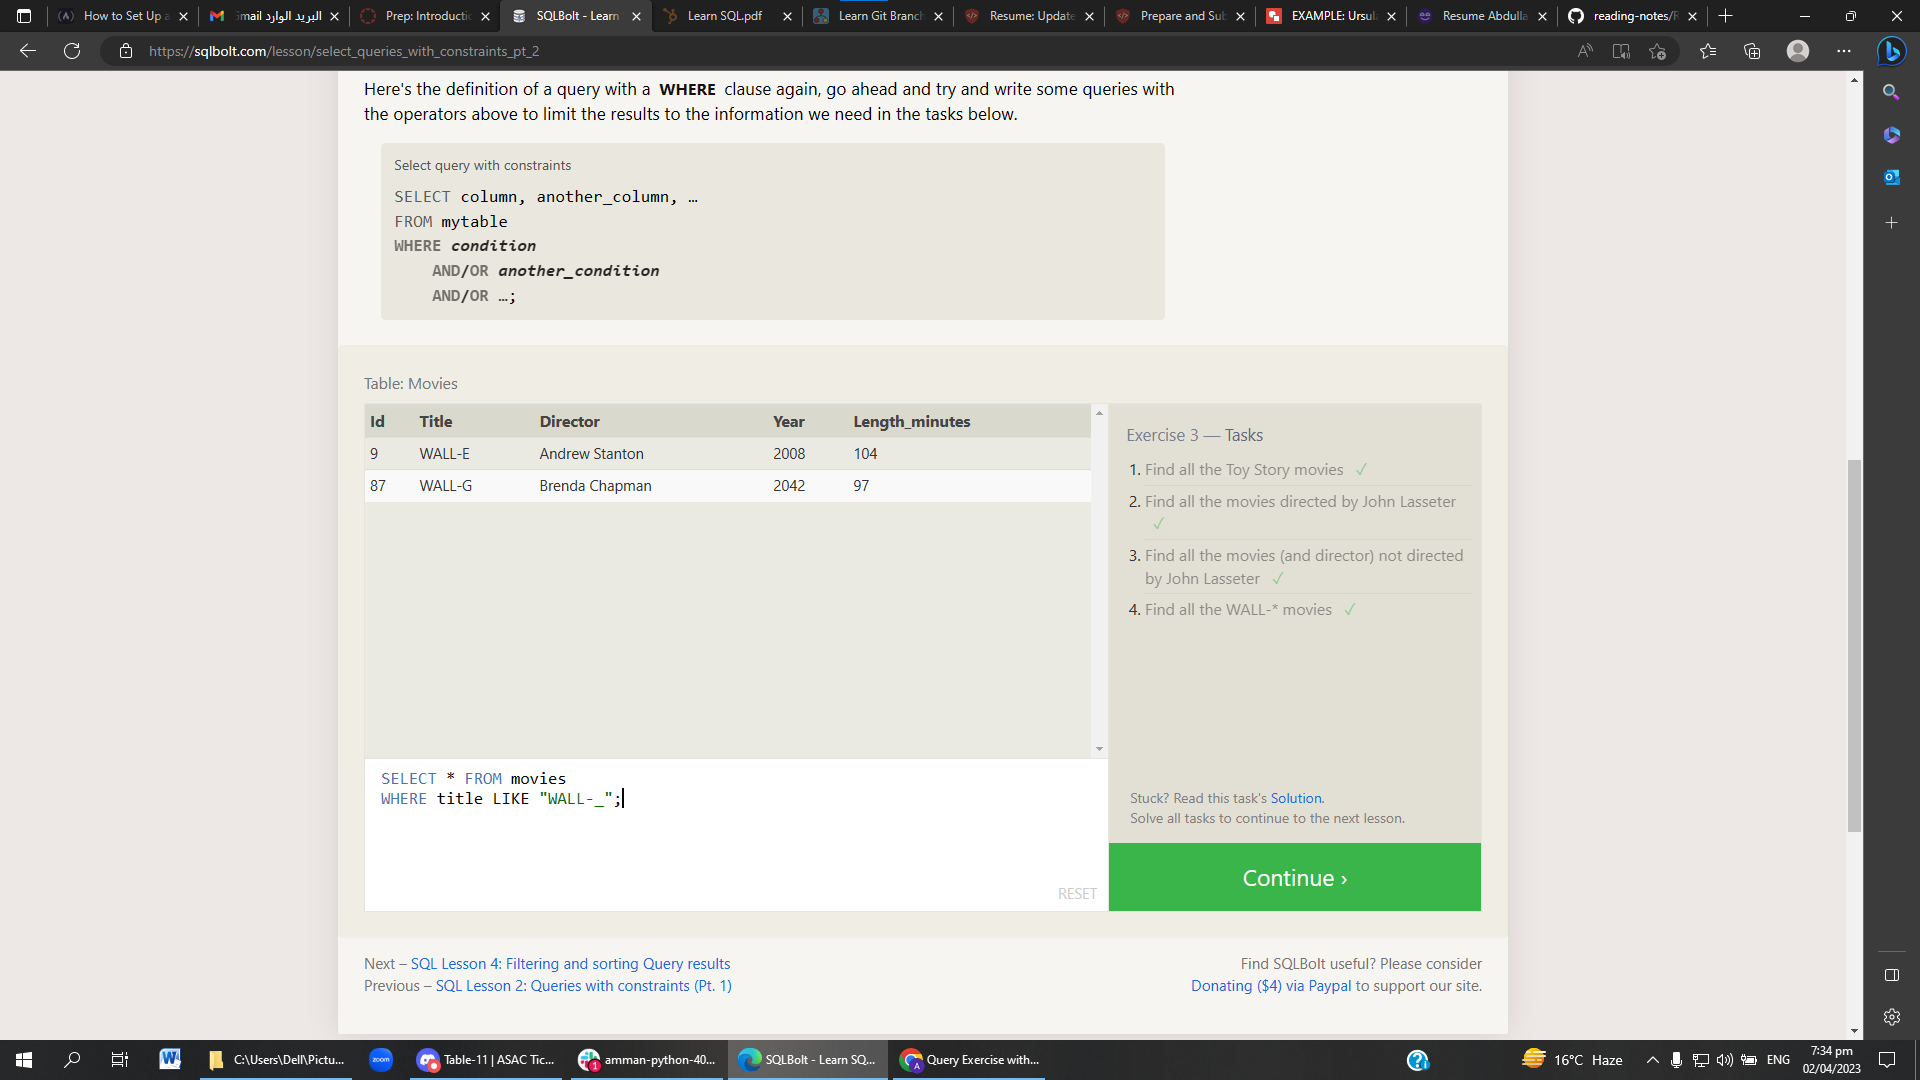 How to Set Up a
البريد الوارد Gmail
Prep: Introductic
SQLBolt - Learn
Learn SQL.pdf
Learn Git Branch
Resume: Update
Prepare and Sub
EXAMPLE: Ursul
Resume Abdulla
reading-notes/R
https://sqlbolt.com/lesson/select_queries_with_constraints_pt_2
Here's the definition of a query with a WHERE clause again, go ahead and try and write some queries with
the operators above to limit the results to the information we need in the tasks below.
Select query with constraints
SELECT column, another_column, …
FROM mytable
WHERE condition
AND/OR another_condition
AND/OR …;
Table: Movies
Id Title Director Year Length_minutes
9 WALL-E Andrew Stanton 2008 104
87 WALL-G Brenda Chapman 2042 97
SELECT * FROM movies
WHERE title LIKE "WALL-_";
RESET
Exercise 3 — Tasks
1. Find all the Toy Story movies ✓
2. Find all the movies directed by John Lasseter
✓
3. Find all the movies (and director) not directed
by John Lasseter ✓
4. Find all the WALL-* movies ✓
Stuck? Read this task's Solution.
Solve all tasks to continue to the next lesson.
Continue ›
Next – SQL Lesson 4: Filtering and sorting Query results
Previous – SQL Lesson 2: Queries with constraints (Pt. 1)
Find SQLBolt useful? Please consider
Donating ($4) via Paypal to support our site.
C:\Users\Dell\Pictu...
zoom
Table-11 | ASAC Tic...
1
amman-python-40...
SQLBolt - Learn SQ...
A
Query Exercise with...
16°C Haze
ENG
7:34 pm
02/04/2023